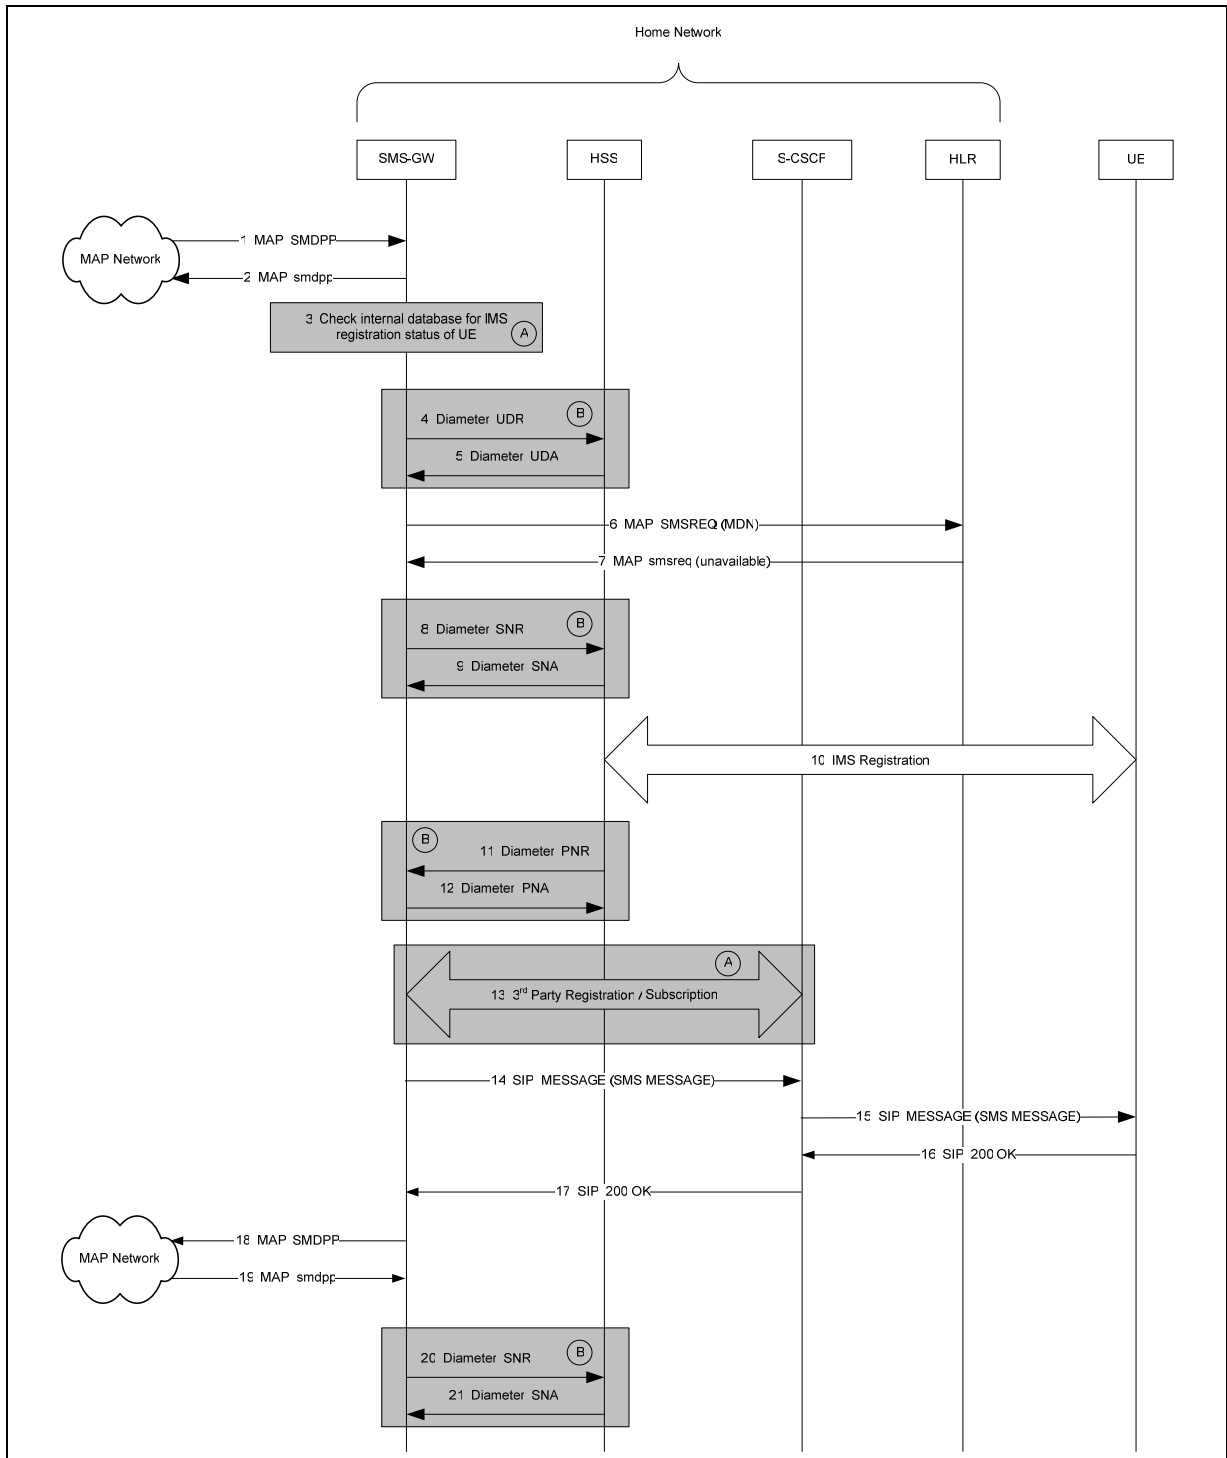 Home Network
SMS-GW
HSS
S-CSCF
HLR
UE
MAP Network
1 MAP SMDPP
2 MAP smdpp
3 Check internal database for IMS
registration status of UE
A
B
4 Diameter UDR
5 Diameter UDA
6 MAP SMSREQ (MDN)
7 MAP smsreq (unavailable)
B
8 Diameter SNR
9 Diameter SNA
10 IMS Registration
B
11 Diameter PNR
12 Diameter PNA
A
13 3rd Party Registration / Subscription
14 SIP MESSAGE (SMS MESSAGE)
15 SIP MESSAGE (SMS MESSAGE)
16 SIP 200 OK
17 SIP 200 OK
MAP Network
18 MAP SMDPP
19 MAP smdpp
B
20 Diameter SNR
21 Diameter SNA